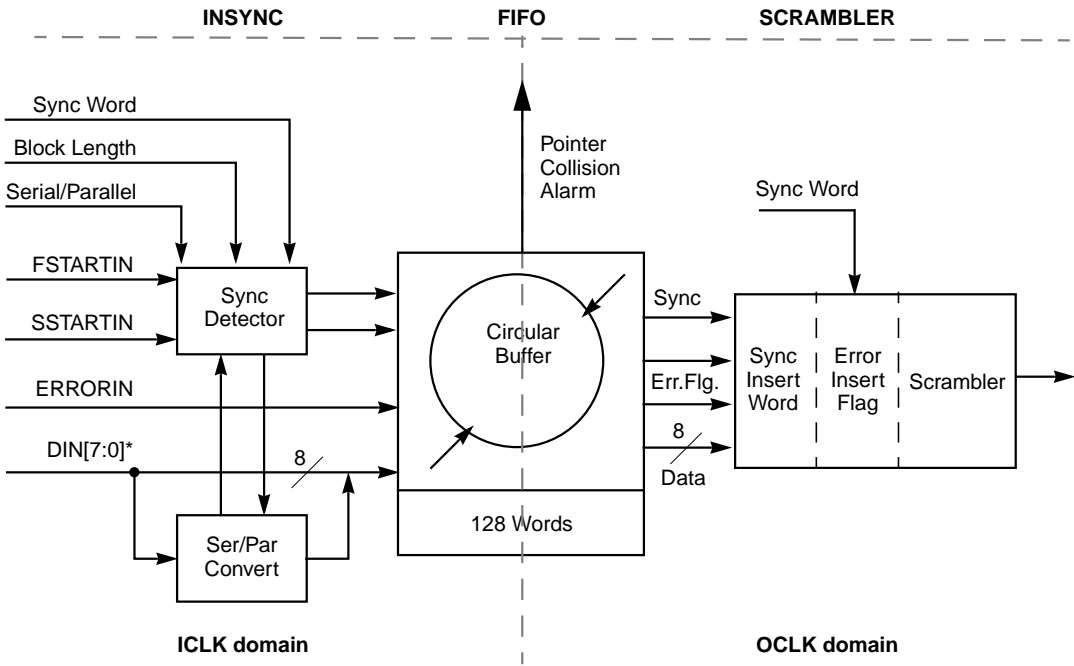 INSYNC
FIFO
SCRAMBLER
Sync Word
Block Length
Serial/Parallel
FSTARTIN
SSTARTIN
ERRORIN
DIN[7:0]*
8
Sync
Detector
Ser/Par
Convert
Pointer
Collision
Alarm
Circular
Buffer
128 Words
Sync
Err.Flg.
8
Data
Sync Word
Sync
Insert
Word
Error
Insert
Flag
Scrambler
ICLK domain
OCLK domain